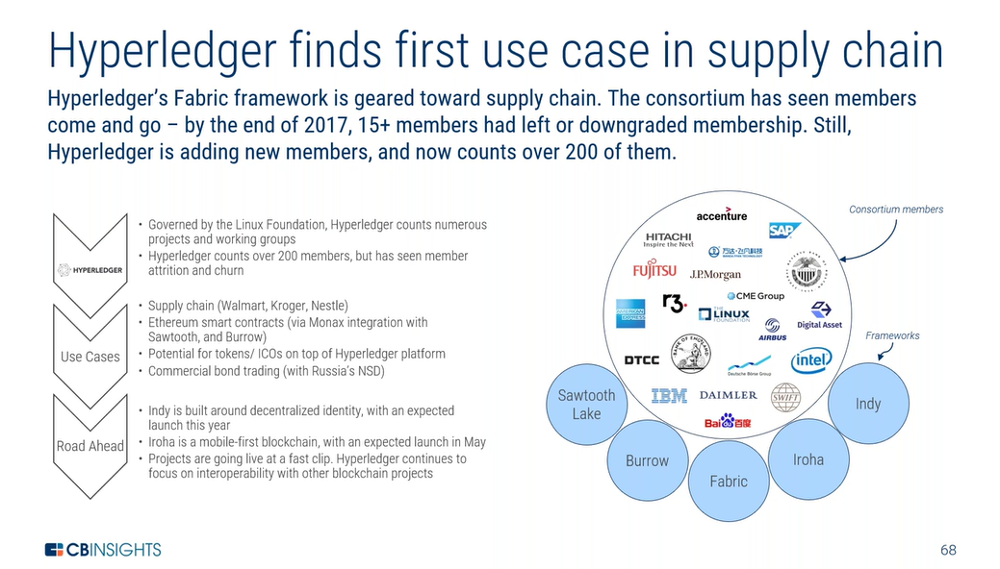 Hyperledger finds first use case in supply chain
Hyperledger's Fabric framework is geared toward supply chain. The consortium has seen members
come and go – by the end of 2017, 15+ members had left or downgraded membership. Still,
Hyperledger is adding new members, and now counts over 200 of them.
HYPERLEDGER
• Governed by the Linux Foundation, Hyperledger counts numerous
projects and working groups
• Hyperledger counts over 200 members, but has seen member
attrition and churn
Use Cases
• Supply chain (Walmart, Kroger, Nestle)
• Ethereum smart contracts (via Monax integration with
Sawtooth, and Burrow)
• Potential for tokens/ ICOs on top of Hyperledger platform
• Commercial bond trading (with Russia's NSD)
Road Ahead
• Indy is built around decentralized identity, with an expected
launch this year
• Iroha is a mobile-first blockchain, with an expected launch in May
• Projects are going live at a fast clip. Hyperledger continues to
focus on interoperability with other blockchain projects
Consortium members
accenture
HITACHI
Inspire the Next
SAP
万达·飞凡科技
FUJITSU
J.P.Morgan
AMERICAN
EXPRESS
r3.
CME Group
THE
LINUX
FOUNDATION
AIRBUS
Digital Asset
DTCC
BANK OF ENGLAND
Deutsche Börse Group
intel
IBM
DAIMLER
SWIFT
Bai百度
Frameworks
Sawtooth
Lake
Burrow
Fabric
Iroha
Indy
CBINSIGHTS
68